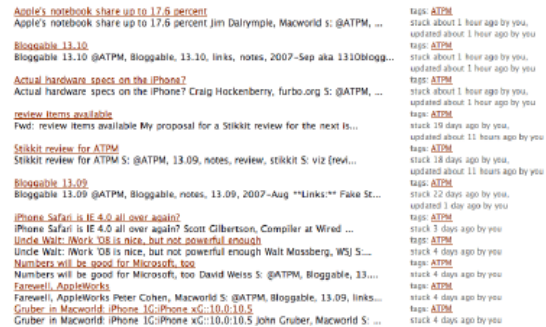 Apple's notebook share up to 17.6 percent
Apple's notebook share up to 17.6 percent Jim Dalrymple, Macworld S: @ATPM, ...
tags: ATPM
stuck about 1 hour ago by you,
updated about 1 hour ago by you
Bloggable 13.10
Bloggable 13.10 @ATPM, Bloggable, 13.10, links, notes, 2007-Sep aka 1310blogg...
tags: ATPM
stuck about 1 hour ago by you,
updated about 1 hour ago by you
Actual hardware specs on the iPhone?
Actual hardware specs on the iPhone? Craig Hockenberry, furbo.org S: @ATPM, ...
tags: ATPM
stuck about 1 hour ago by you,
updated about 1 hour ago by you
review items available
Fwd: review items available My proposal for a Stikkit review for the next is...
tags: ATPM
stuck 19 days ago by you,
updated about 11 hours ago by you
Stikkit review for ATPM
Stikkit review for ATPM S: @ATPM, 13.09, notes, review, stikkit S: viz (revi...
tags: ATPM
stuck 18 days ago by you,
updated about 11 hours ago by you
Bloggable 13.09
Bloggable 13.09 @ATPM, Bloggable, notes, 13.09, 2007-Aug **Links:** Fake St...
tags: ATPM
stuck 22 days ago by you,
updated 1 day ago by you
iPhone Safari is IE 4.0 all over again?
iPhone Safari is IE 4.0 all over again? Scott Gilbertson, Compiler at Wired ...
tags: ATPM
stuck 3 days ago by you
Uncle Walt: iWork '08 is nice, but not powerful enough
Uncle Walt: iWork '08 is nice, but not powerful enough Walt Mossberg, WSJ S:...
tags: ATPM
stuck 4 days ago by you
Numbers will be good for Microsoft, too
Numbers will be good for Microsoft, too David Weiss S: @ATPM, Bloggable, 13....
tags: ATPM
stuck 4 days ago by you
Farewell, AppleWorks
Farewell, AppleWorks Peter Cohen, Macworld S: @ATPM, Bloggable, 13.09, links...
tags: ATPM
stuck 4 days ago by you
Gruber in Macworld: iPhone 1G:iPhone xG::10.0:10.5
Gruber in Macworld: iPhone 1G:iPhone xG::10.0:10.5 John Gruber, Macworld S: ...
tags: ATPM
stuck 4 days ago by you